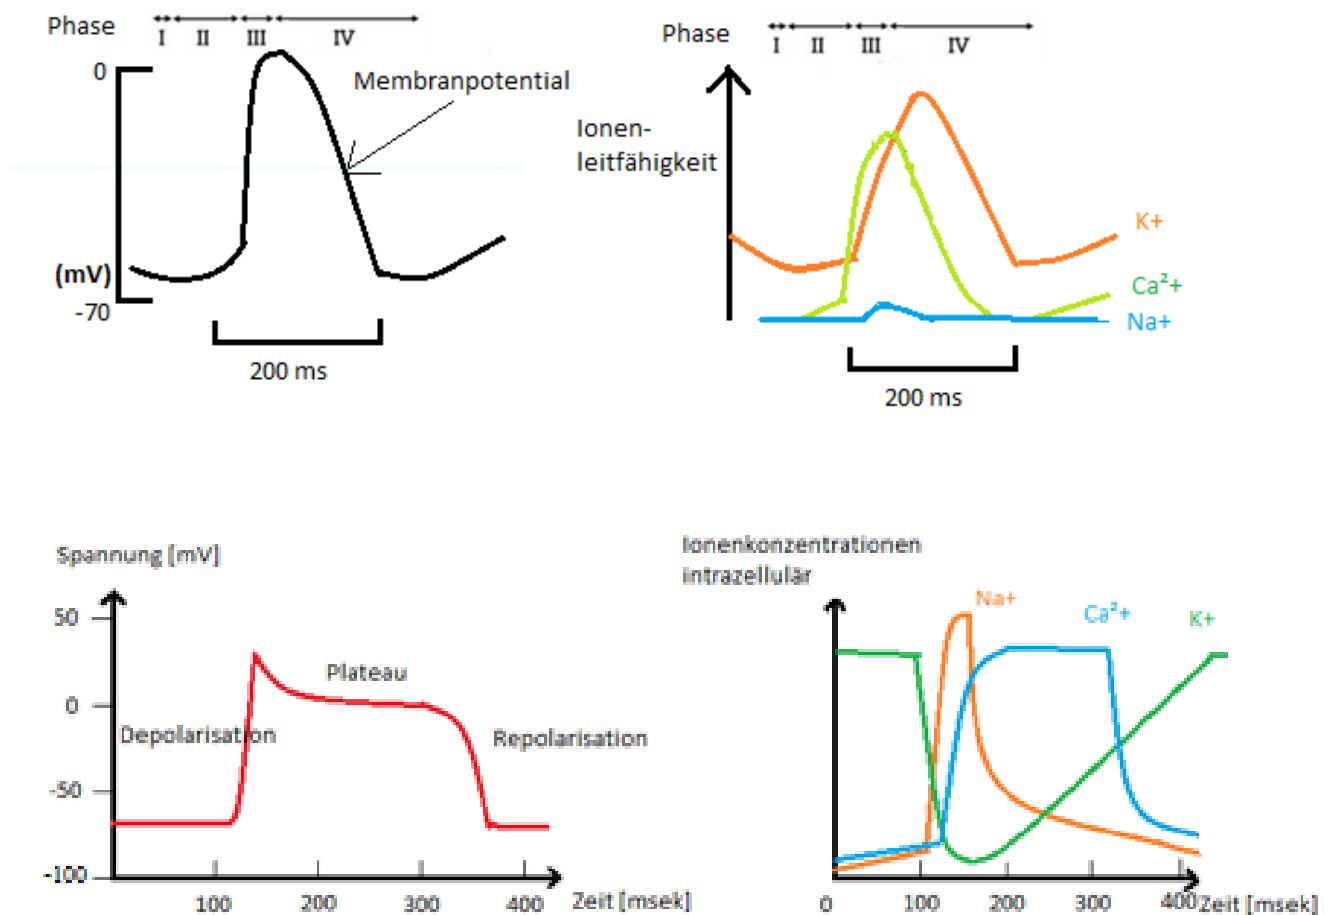 Phase
I II III IV
0
Membranpotential
(mV)
-70
200 ms
Phase
I II III IV
Ionen-
leitfähigkeit
K+
Ca²+
Na+
200 ms
Spannung [mV]
50
0
-50
-100
Plateau
Depolarisation
Repolarisation
100 200 300 400 Zeit [msek]
Ionenkonzentrationen
intrazellulär
Na+
Ca²+
K+
0 100 200 300 400 Zeit [msek]